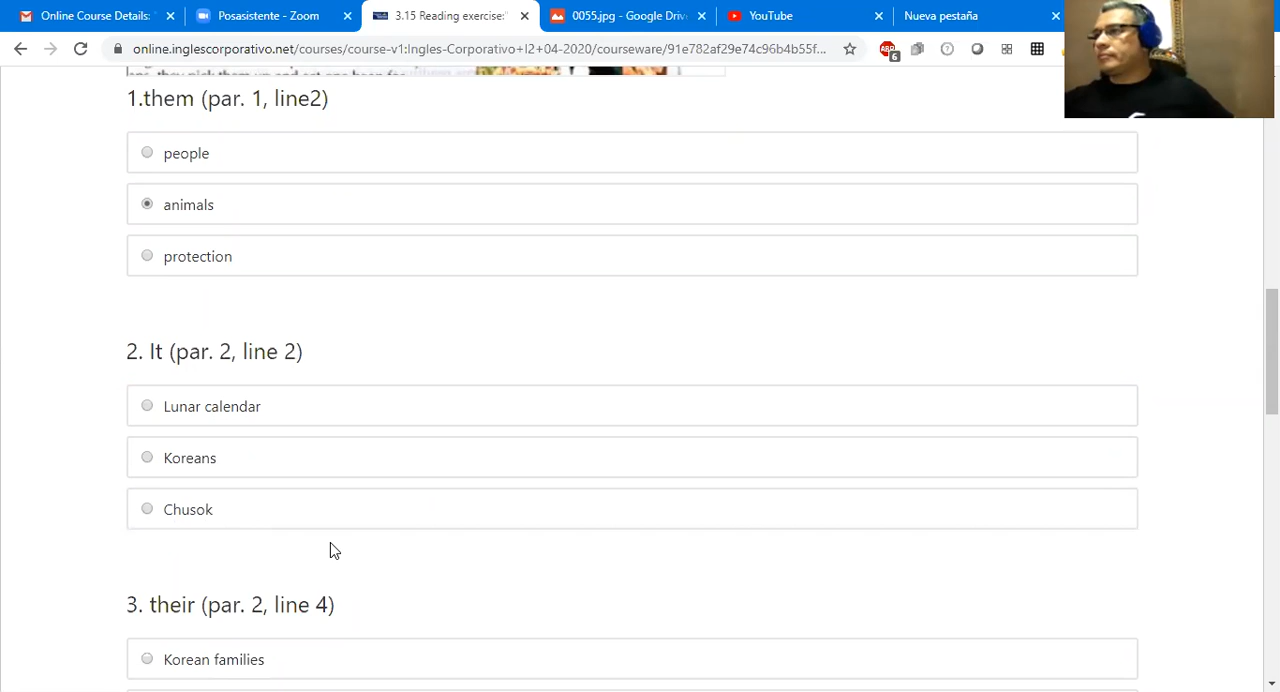 Online Course Details: "
Posasistente - Zoom
3.15 Reading exercise:"
0055.jpg - Google Driv
YouTube
Nueva pestaña
online.inglescorporativo.net/courses/course-v1:Ingles-Corporativo+I2+04-2020/courseware/91e782af29e74c96b4b55f...
ABP
6
1.them (par. 1, line2)
people
animals
protection
2. It (par. 2, line 2)
Lunar calendar
Koreans
Chusok
3. their (par. 2, line 4)
Korean families